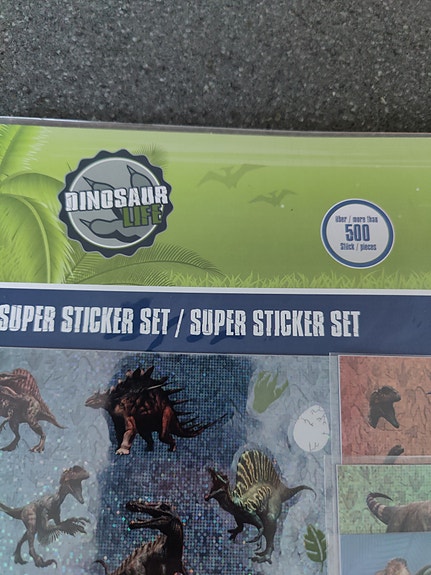 DINOSAUR
LIFE
über / more than
500
Stück / pieces
SUPER STICKER SET / SUPER STICKER SET